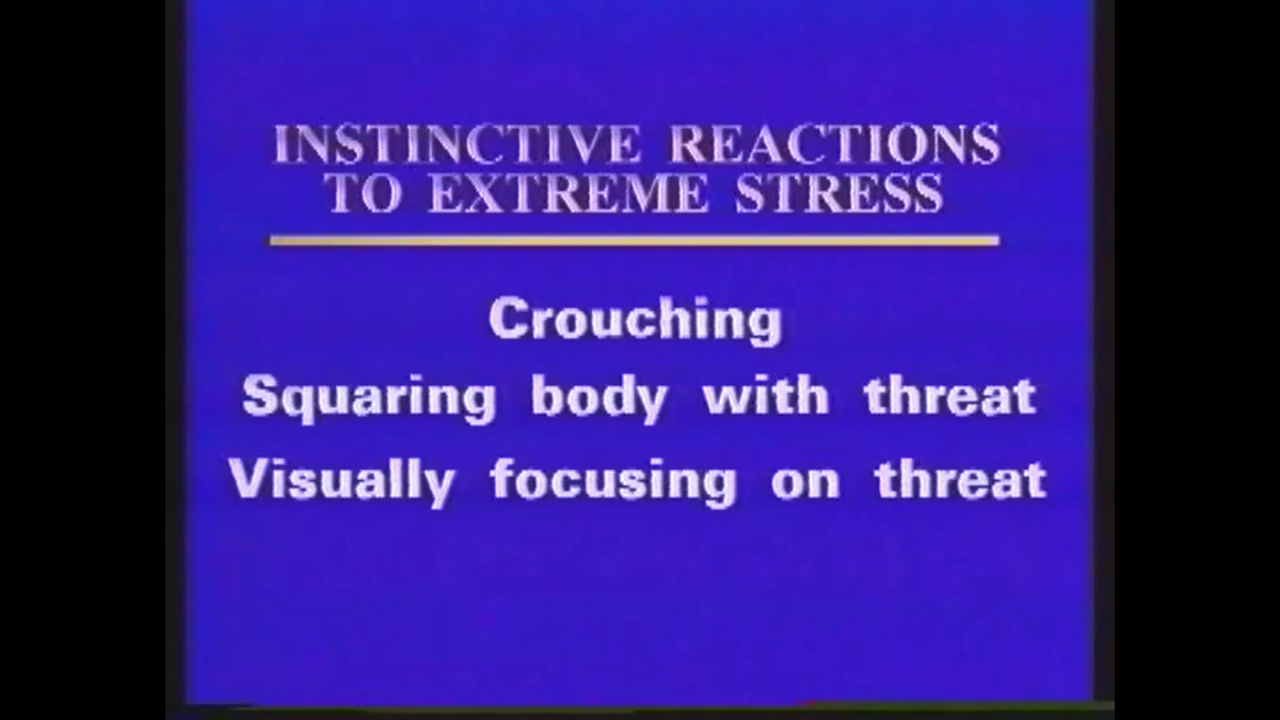 INSTINCTIVE REACTIONS
TO EXTREME STRESS
Crouching
Squaring body with threat
Visually focusing on threat